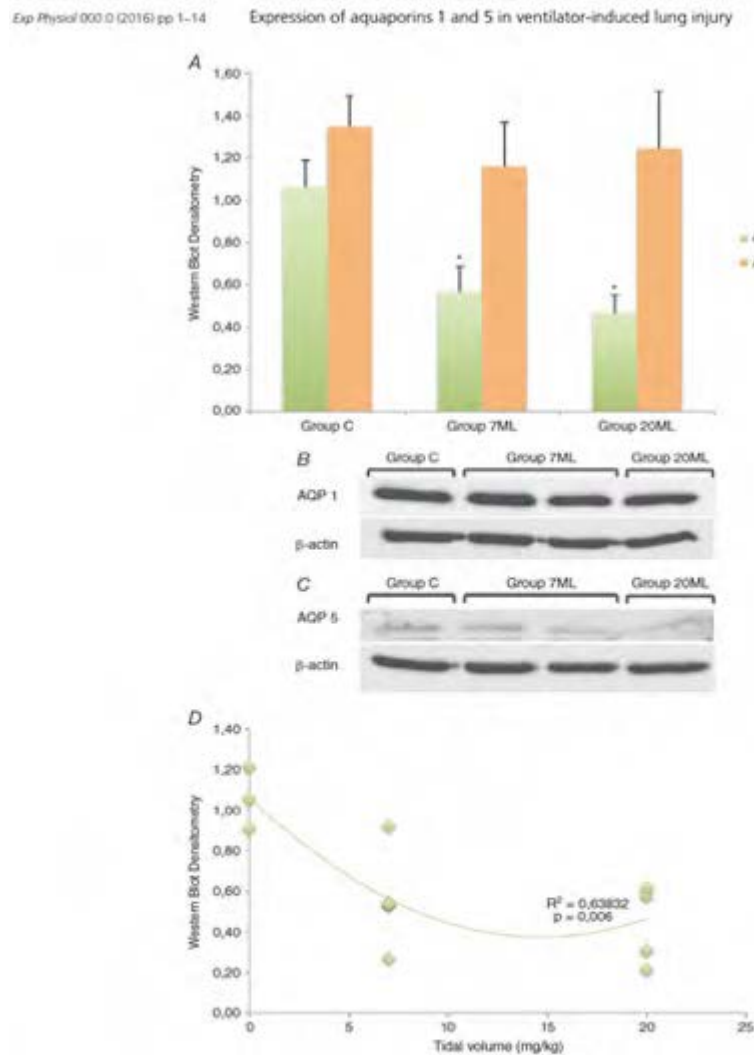 Exp Physiol 000.0 (2016) pp 1–14 Expression of aquaporins 1 and 5 in ventilator-induced lung injury
A
Western Blot Densitometry
1,60
1,40
1,20
1,00
0,80
0,60
0,40
0,20
0,00
* *
Group C Group 7ML Group 20ML
B
Group C Group 7ML Group 20ML
AQP 1
β-actin
C
Group C Group 7ML Group 20ML
AQP 5
β-actin
D
Western Blot Densitometry
1,40
1,20
1,00
0,80
0,60
0,40
0,20
0,00
R² = 0,63832
p = 0,006
0 5 10 15 20 25
Tidal volume (mg/kg)